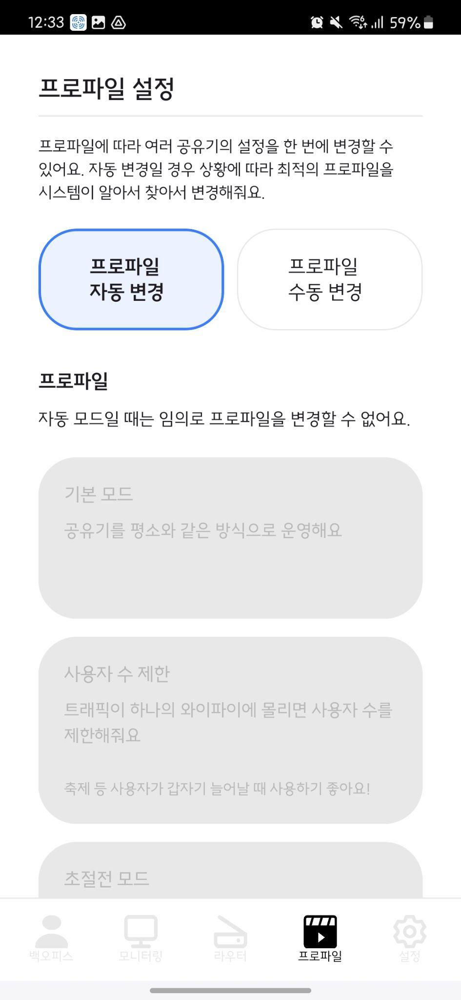 12:33
59%
프로파일 설정
프로파일에 따라 여러 공유기의 설정을 한 번에 변경할 수
있어요. 자동 변경일 경우 상황에 따라 최적의 프로파일을
시스템이 알아서 찾아서 변경해줘요.
프로파일
자동 변경
프로파일
수동 변경
프로파일
자동 모드일 때는 임의로 프로파일을 변경할 수 없어요.
기본 모드
공유기를 평소와 같은 방식으로 운영해요
사용자 수 제한
트래픽이 하나의 와이파이에 몰리면 사용자 수를
제한해줘요
축제 등 사용자가 갑자기 늘어날 때 사용하기 좋아요!
초절전 모드
백오피스
모니터링
라우터
프로파일
설정